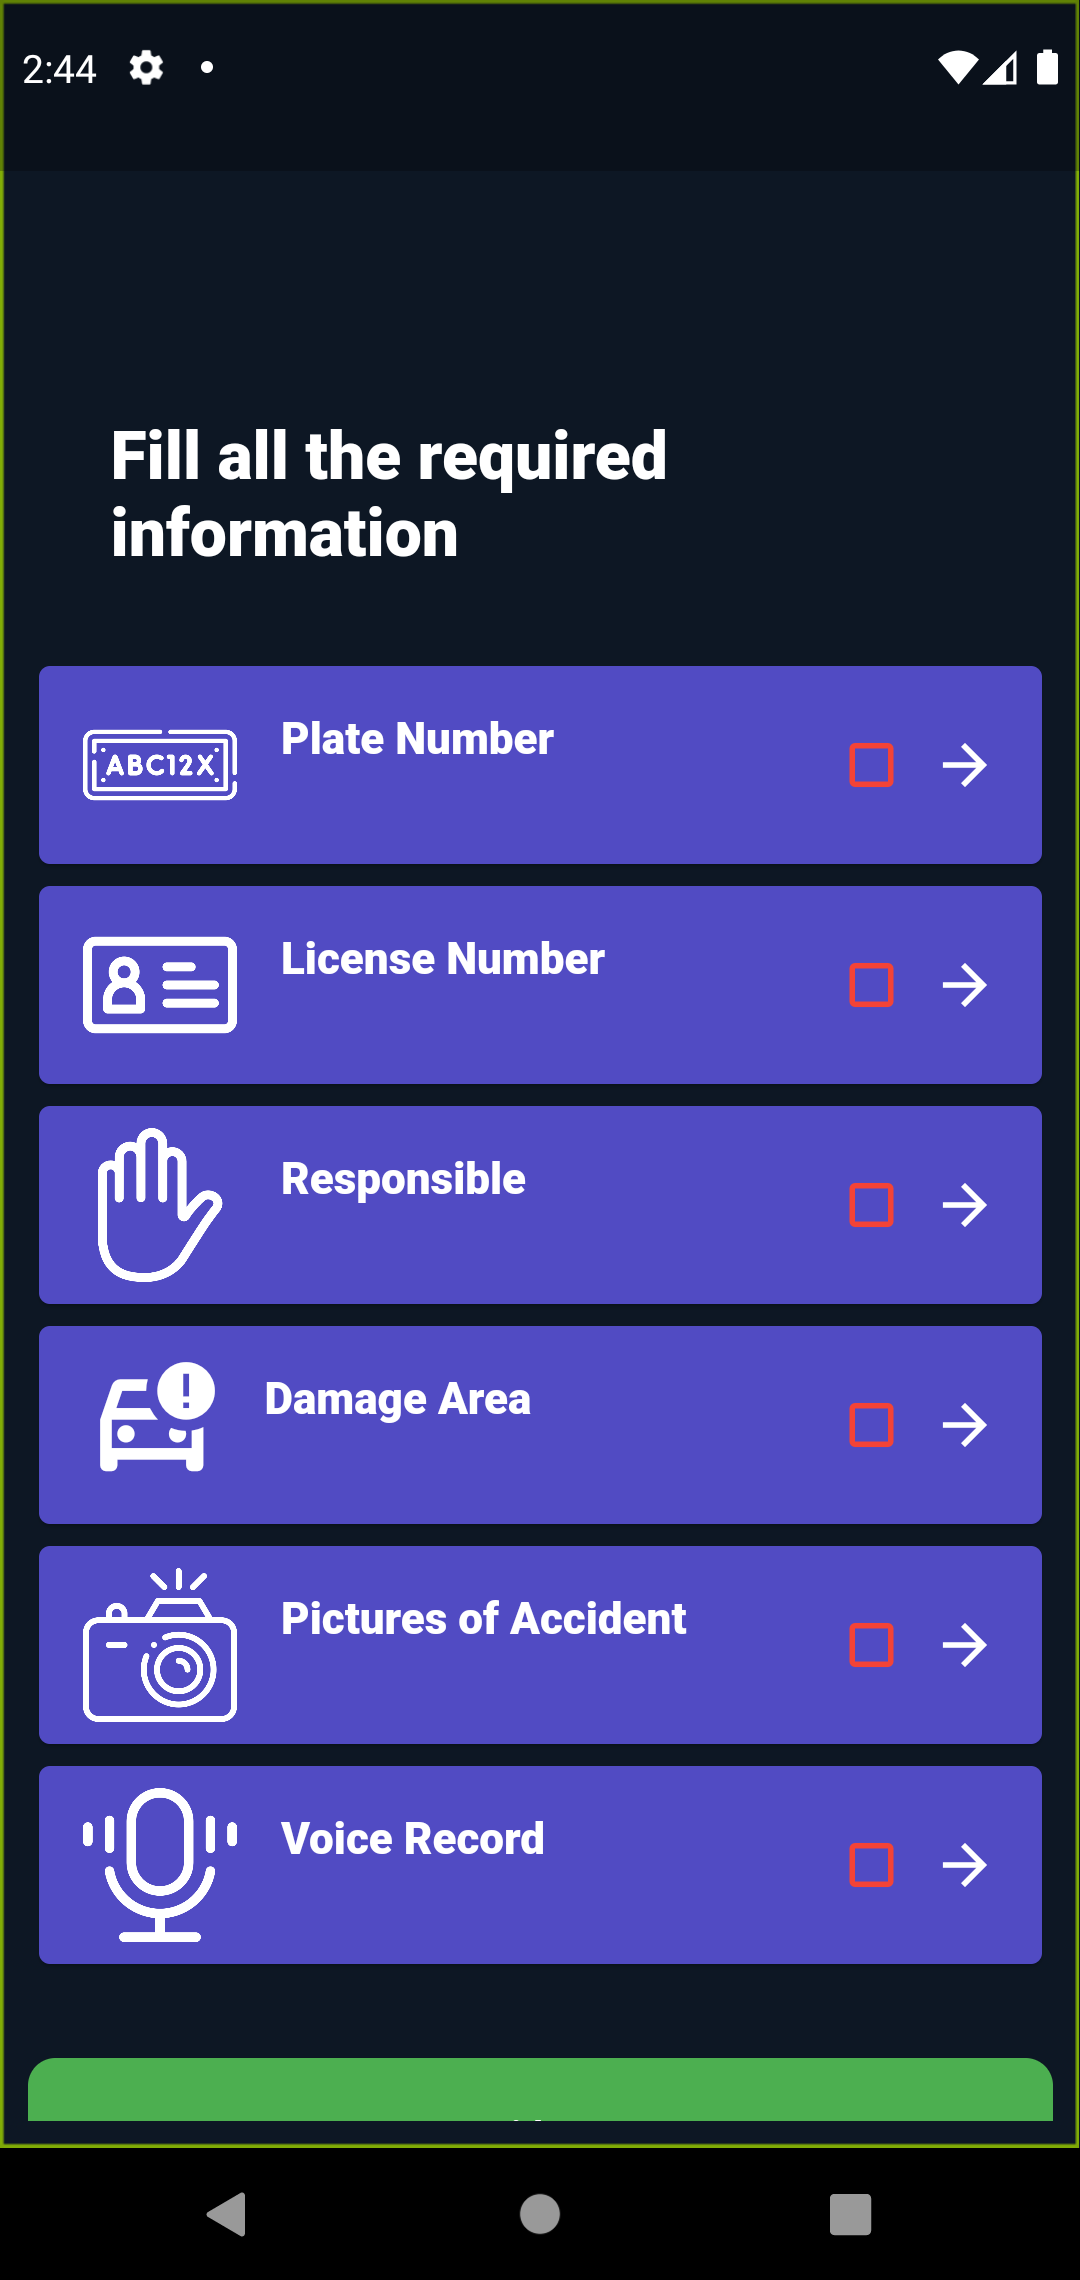 2:44
Fill all the required
information
ABC12X
Plate Number
License Number
Responsible
Damage Area
Pictures of Accident
Voice Record